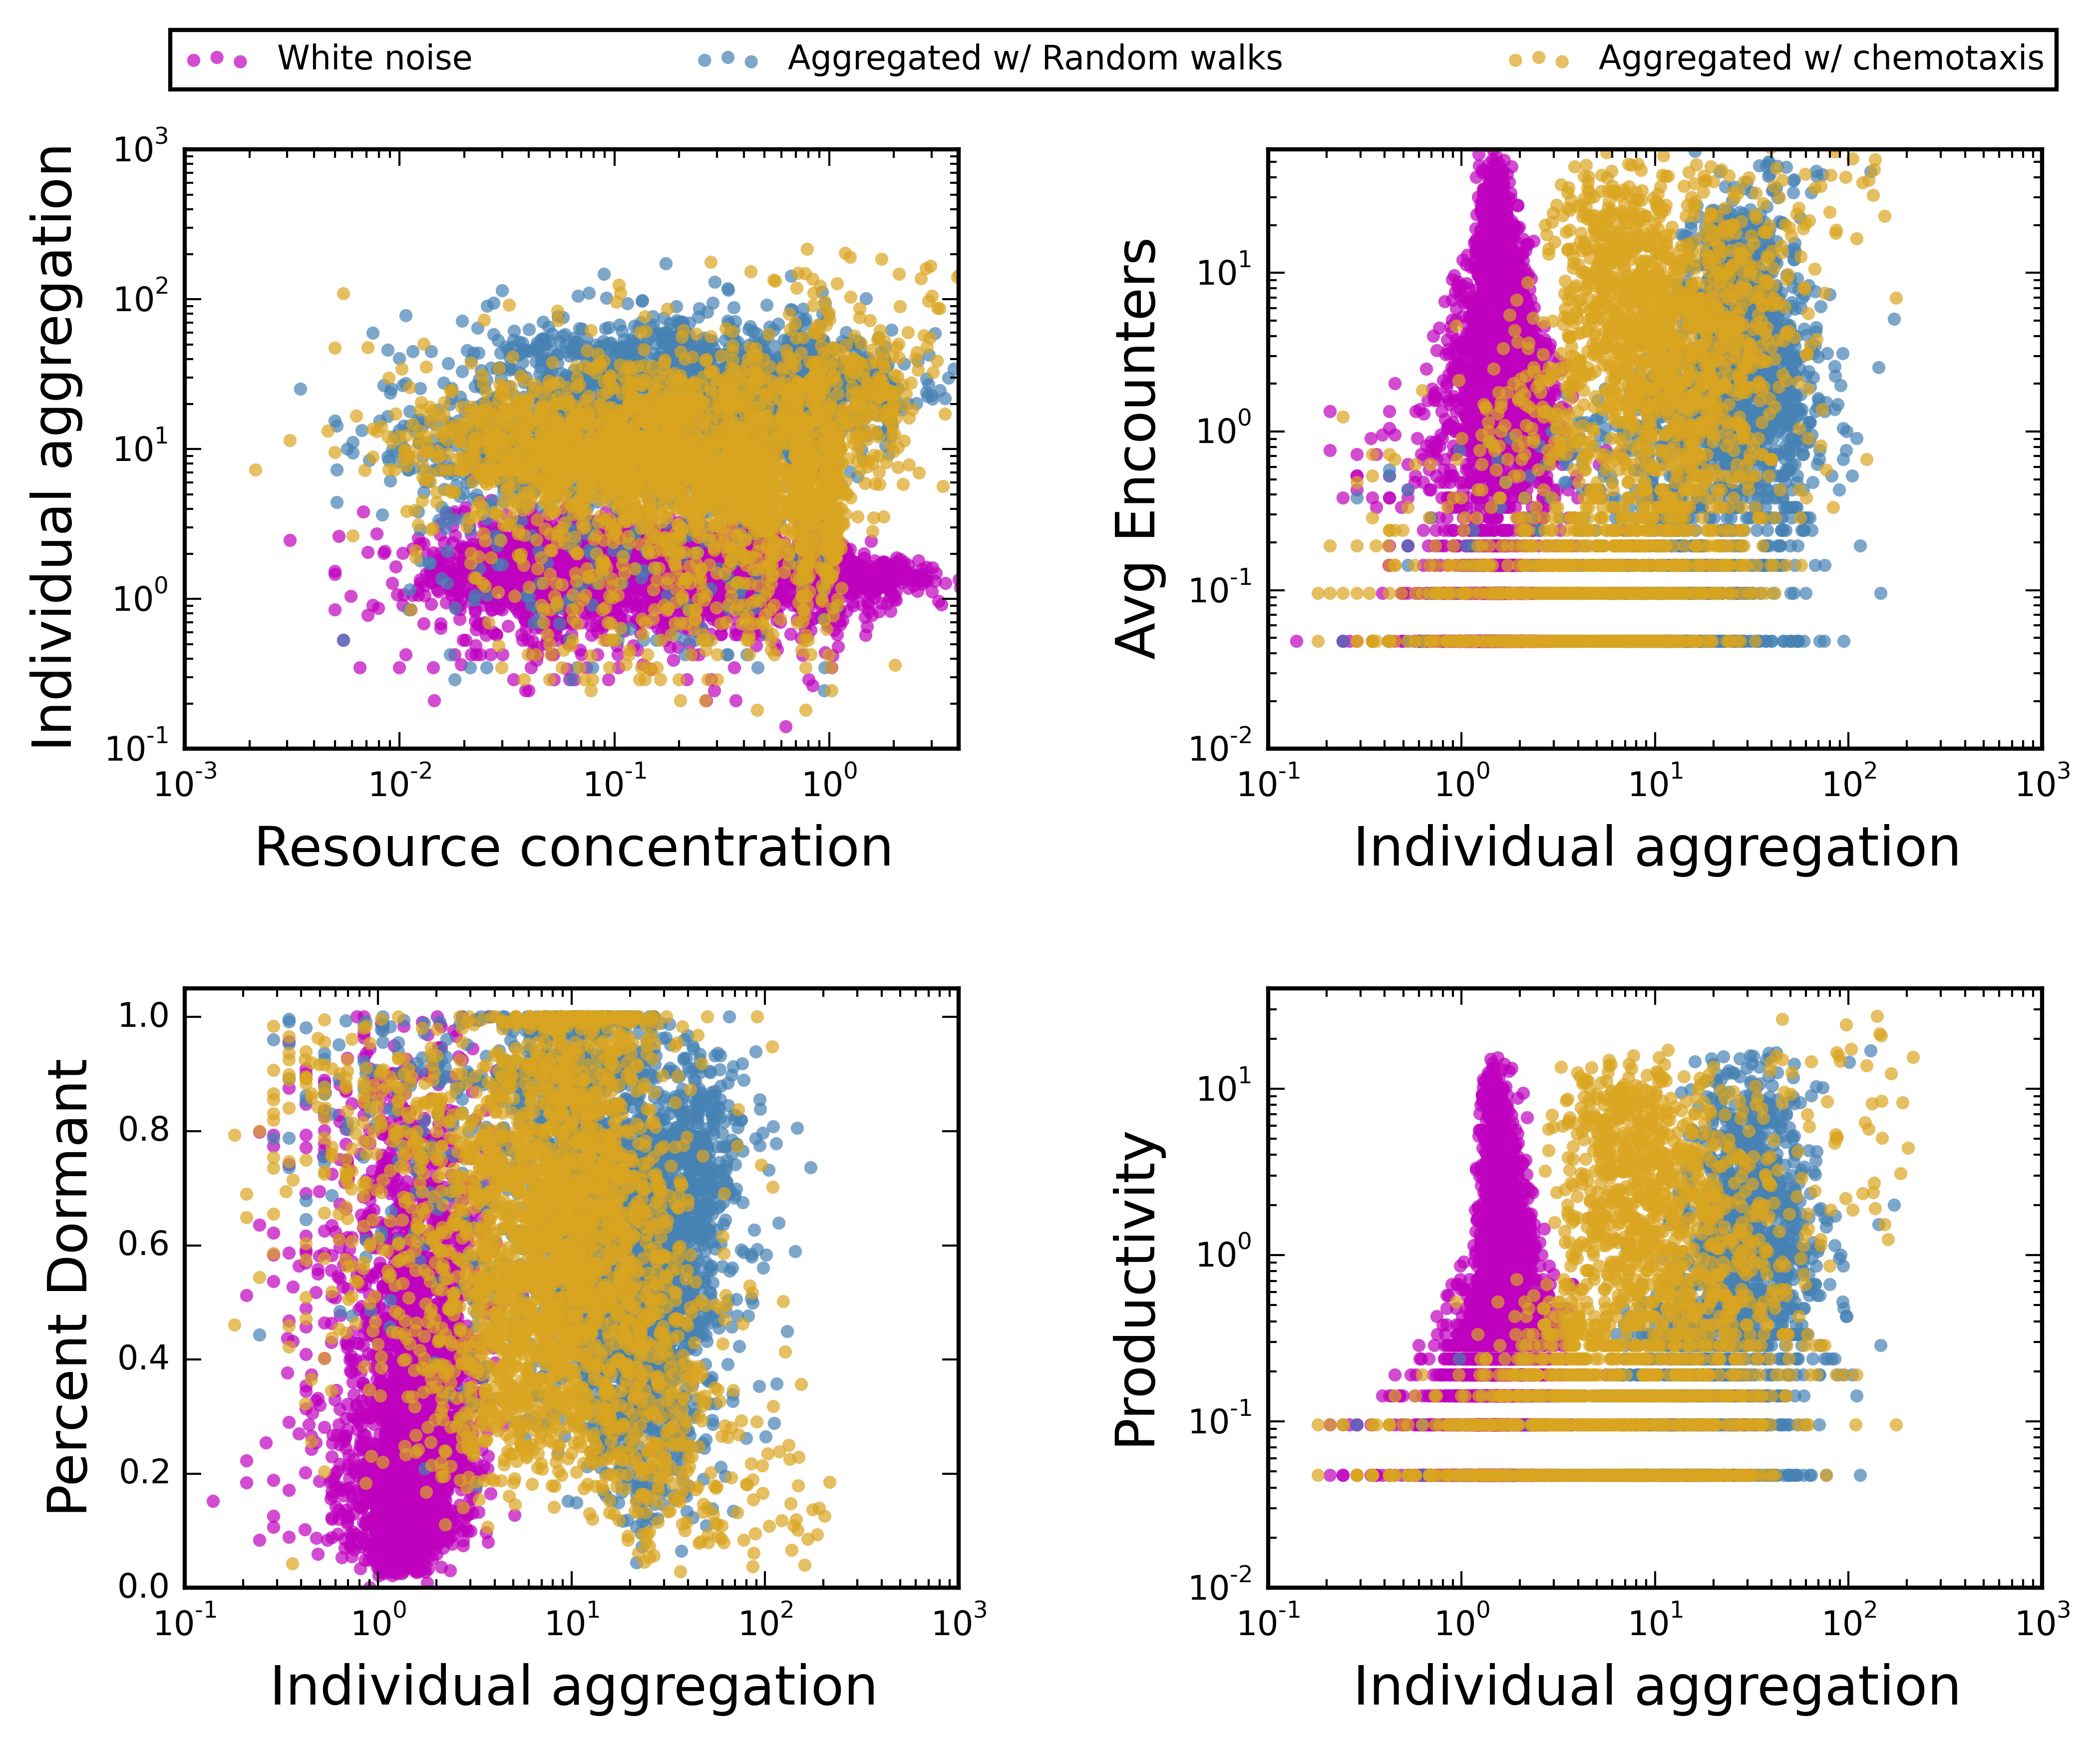 White noise Aggregated w/ Random walks Aggregated w/ chemotaxis
Individual aggregation
10^3
10^2
10^1
10^0
10^-1
10^-3 10^-2 10^-1 10^0
Resource concentration
Avg Encounters
10^1
10^0
10^-1
10^-2
10^-1 10^0 10^1 10^2 10^3
Individual aggregation
Percent Dormant
1.0
0.8
0.6
0.4
0.2
0.0
10^-1 10^0 10^1 10^2 10^3
Individual aggregation
Productivity
10^1
10^0
10^-1
10^-2
10^-1 10^0 10^1 10^2 10^3
Individual aggregation